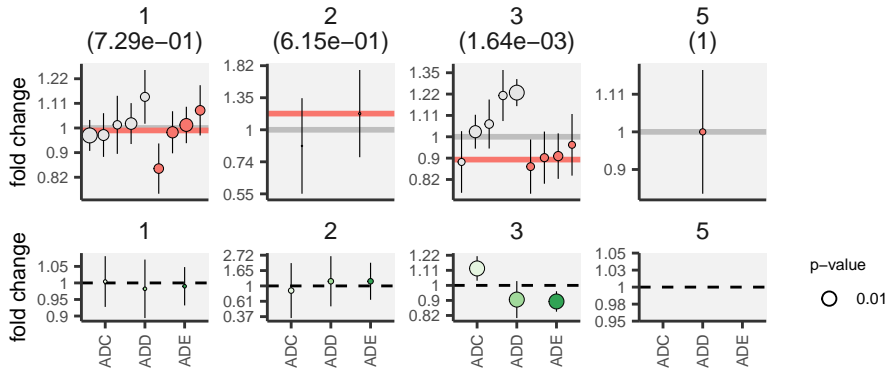 1 2 3 5
(7.29e−01) (6.15e−01) (1.64e−03) (1)
fold change
1.22 1.11 1 0.9 0.82
1.82 1.35 1 0.74 0.55
1.35 1.22 1.11 1 0.9 0.82
1.11 1 0.9
1 2 3 5
fold change
1.05 1 0.95 0.9
2.72 1.65 1 0.61 0.37
1.22 1.11 1 0.9 0.82
1.05 1.03 1 0.98 0.95
ADC ADD ADE ADC ADD ADE ADC ADD ADE ADC ADD ADE
p−value
0.01